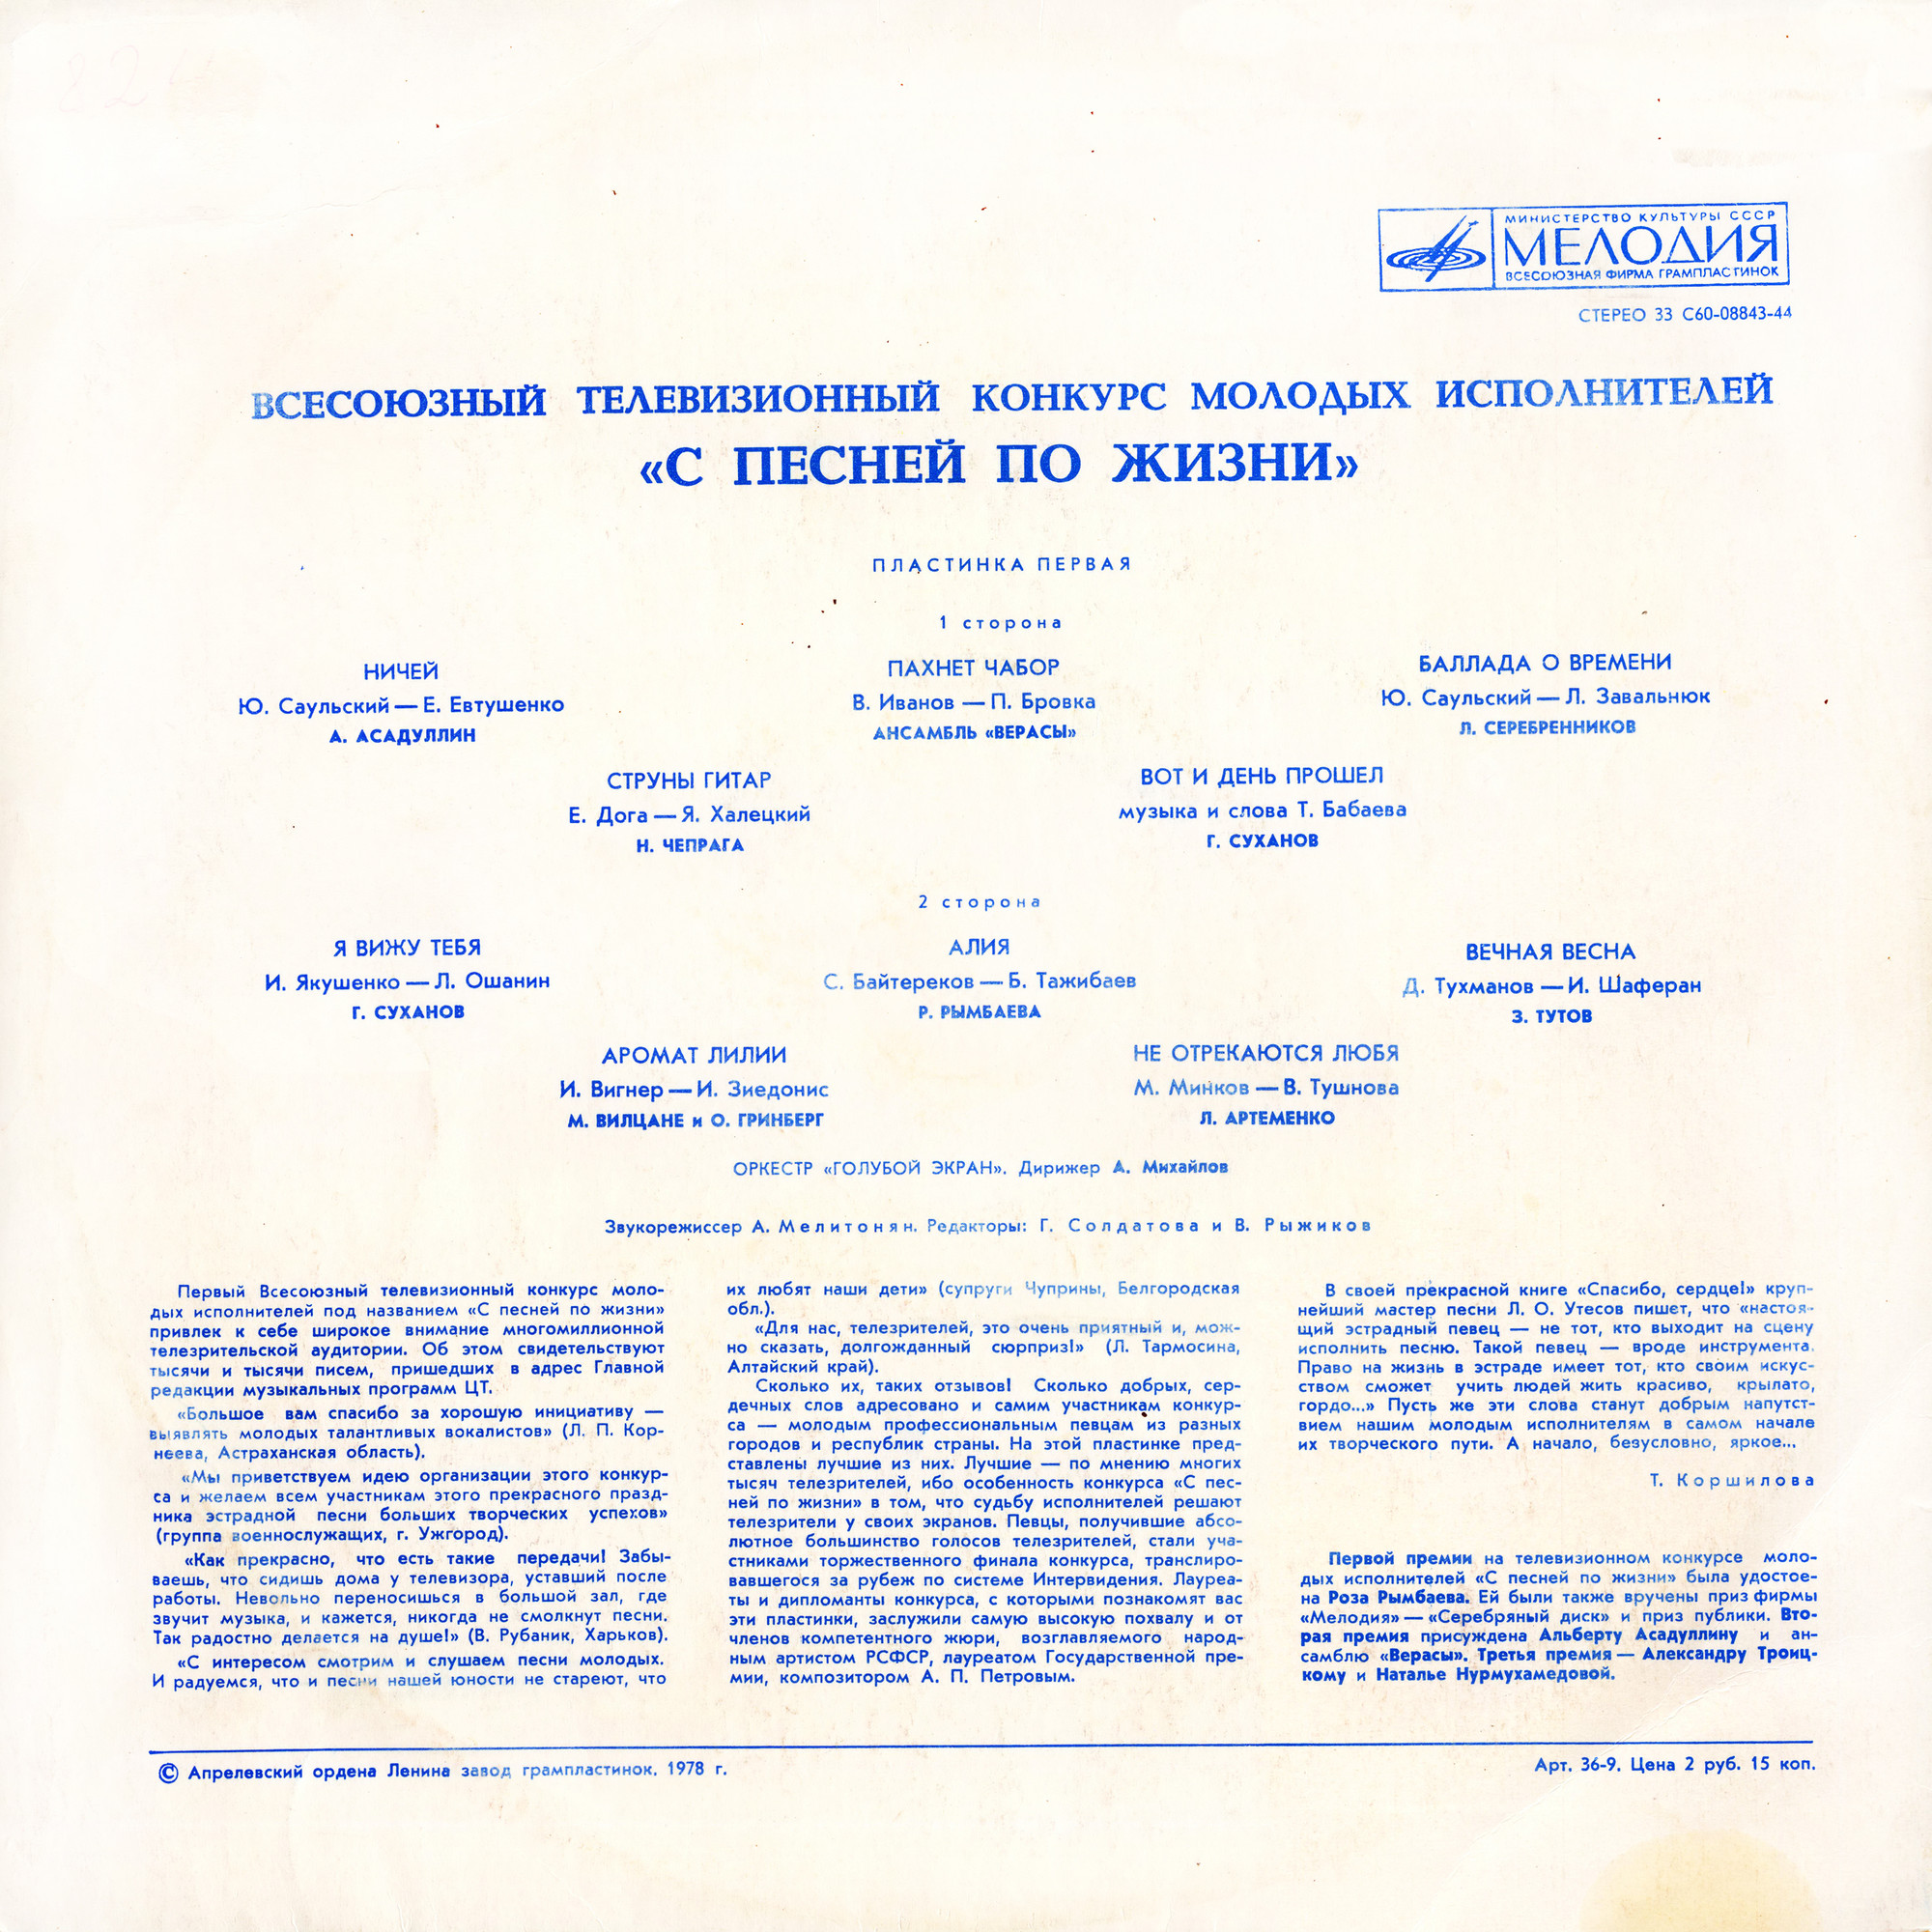 МИНИСТЕРСТВО КУЛЬТУРЫ СССР
МЕЛОДИЯ
ВСЕСОЮЗНАЯ ФИРМА ГРАМПЛАСТИНОК
СТЕРЕО 33 С60-08843-44
ВСЕСОЮЗНЫЙ ТЕЛЕВИЗИОННЫЙ КОНКУРС МОЛОДЫХ ИСПОЛНИТЕЛЕЙ
«С ПЕСНЕЙ ПО ЖИЗНИ»
ПЛАСТИНКА ПЕРВАЯ
1 сторона
НИЧЕЙ
Ю. Саульский — Е. Евтушенко
А. АСАДУЛЛИН
ПАХНЕТ ЧАБОР
В. Иванов — П. Бровка
АНСАМБЛЬ «ВЕРАСЫ»
БАЛЛАДА О ВРЕМЕНИ
Ю. Саульский — Л. Завальнюк
Л. СЕРЕБРЕННИКОВ
СТРУНЫ ГИТАР
Е. Дога — Я. Халецкий
Н. ЧЕПРАГА
ВОТ И ДЕНЬ ПРОШЕЛ
музыка и слова Т. Бабаева
Г. СУХАНОВ
2 сторона
Я ВИЖУ ТЕБЯ
И. Якушенко — Л. Ошанин
Г. СУХАНОВ
АЛИЯ
С. Байтереков — Б. Тажибаев
Р. РЫМБАЕВА
ВЕЧНАЯ ВЕСНА
Д. Тухманов — И. Шаферан
З. ТУТОВ
АРОМАТ ЛИЛИИ
И. Вигнер — И. Зиедонис
М. ВИЛЦАНЕ и О. ГРИНБЕРГ
НЕ ОТРЕКАЮТСЯ ЛЮБЯ
М. Минков — В. Тушнова
Л. АРТЕМЕНКО
ОРКЕСТР «ГОЛУБОЙ ЭКРАН». Дирижер А. Михайлов
Звукорежиссер А. Мелитонян. Редакторы: Г. Солдатова и В. Рыжиков
Первый Всесоюзный телевизионный конкурс моло-
дых исполнителей под названием «С песней по жизни»
привлек к себе широкое внимание многомиллионной
телезрительской аудитории. Об этом свидетельствуют
тысячи и тысячи писем, пришедших в адрес Главной
редакции музыкальных программ ЦТ.
«Большое вам спасибо за хорошую инициативу —
выявлять молодых талантливых вокалистов» (Л. П. Кор-
неева, Астраханская область).
«Мы приветствуем идею организации этого конкур-
са и желаем всем участникам этого прекрасного празд-
ника эстрадной песни больших творческих успехов»
(группа военнослужащих, г. Ужгород).
«Как прекрасно, что есть такие передачи! Забы-
ваешь, что сидишь дома у телевизора, уставший после
работы. Невольно переносишься в большой зал, где
звучит музыка, и кажется, никогда не смолкнут песни.
Так радостно делается на душе!» (В. Рубаник, Харьков).
«С интересом смотрим и слушаем песни молодых.
И радуемся, что и песни нашей юности не стареют, что
их любят наши дети» (супруги Чуприны, Белгородская
обл.).
«Для нас, телезрителей, это очень приятный и, мож-
но сказать, долгожданный сюрприз!» (Л. Тармосина,
Алтайский край).
Сколько их, таких отзывов! Сколько добрых, сер-
дечных слов адресовано и самим участникам конкур-
са — молодым профессиональным певцам из разных
городов и республик страны. На этой пластинке пред-
ставлены лучшие из них. Лучшие — по мнению многих
тысяч телезрителей, ибо особенность конкурса «С пес-
ней по жизни» в том, что судьбу исполнителей решают
телезрители у своих экранов. Певцы, получившие абсо-
лютное большинство голосов телезрителей, стали уча-
стниками торжественного финала конкурса, транслиро-
вавшегося за рубеж по системе Интервидения. Лауреа-
ты и дипломанты конкурса, с которыми познакомят вас
эти пластинки, заслужили самую высокую похвалу и от
членов компетентного жюри, возглавляемого народ-
ным артистом РСФСР, лауреатом Государственной пре-
мии, композитором А. П. Петровым.
В своей прекрасной книге «Спасибо, сердце!» круп-
нейший мастер песни Л. О. Утесов пишет, что «настоя-
щий эстрадный певец — не тот, кто выходит на сцену
исполнить песню. Такой певец — вроде инструмента.
Право на жизнь в эстраде имеет тот, кто своим искус-
ством сможет учить людей жить красиво, крылато,
гордо...» Пусть же эти слова станут добрым напутст-
вием нашим молодым исполнителям в самом начале
их творческого пути. А начало, безусловно, яркое...
Т. Коршилова
Первой премии на телевизионном конкурсе моло-
дых исполнителей «С песней по жизни» была удостое-
на Роза Рымбаева. Ей были также вручены приз фирмы
«Мелодия» — «Серебряный диск» и приз публики. Вто-
рая премия присуждена Альберту Асадуллину и ан-
самблю «Верасы». Третья премия — Александру Троиц-
кому и Наталье Нурмухамедовой.
© Апрелевский ордена Ленина завод грампластинок. 1978 г.
Арт. 36-9. Цена 2 руб. 15 коп.